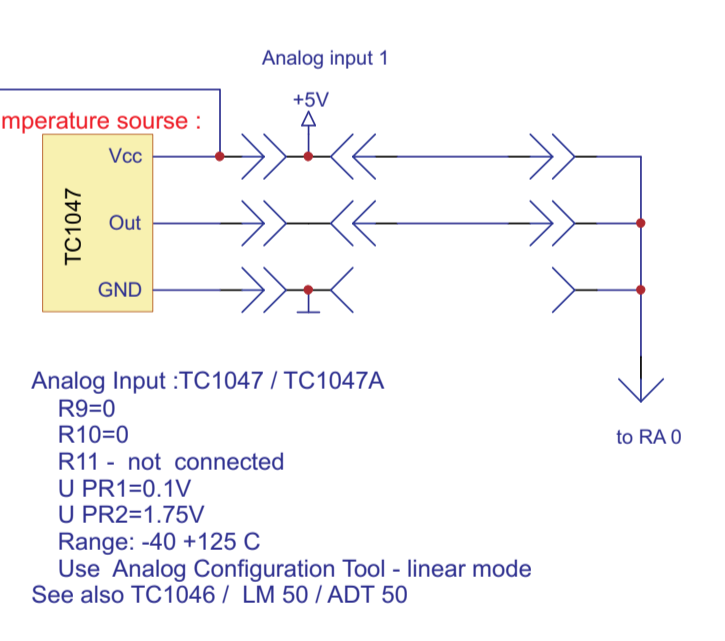 Analog input 1
+5V
mperature sourse :
Vcc
TC1047
Out
GND
Analog Input :TC1047 / TC1047A
R9=0
R10=0
R11 - not connected
U PR1=0.1V
U PR2=1.75V
Range: -40 +125 C
Use Analog Configuration Tool - linear mode
See also TC1046 / LM 50 / ADT 50
to RA 0